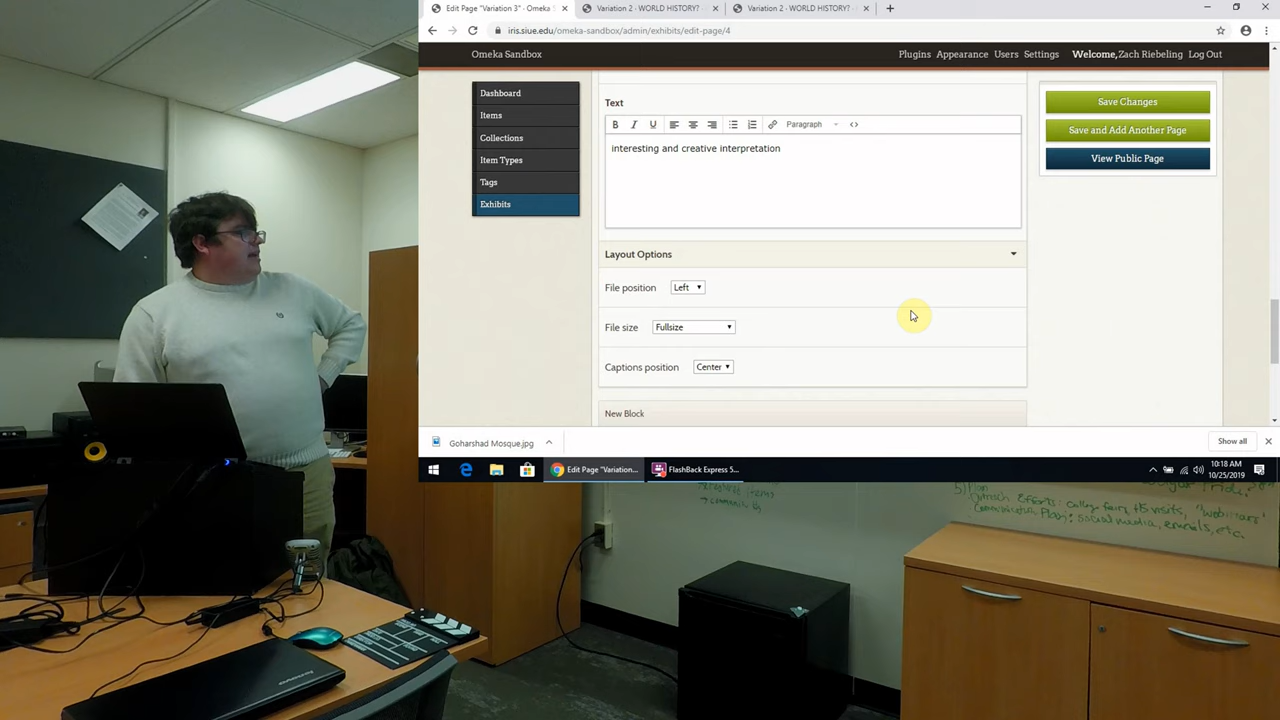 Edit Page "Variation 3" · Omeka S
Variation 2 · WORLD HISTORY? ·
Variation 2 · WORLD HISTORY? ·
iris.siue.edu/omeka-sandbox/admin/exhibits/edit-page/4
Omeka Sandbox
Plugins Appearance Users Settings
Welcome, Zach Riebeling Log Out
Dashboard
Items
Collections
Item Types
Tags
Exhibits
Text
B I U
Paragraph
interesting and creative interpretation
Layout Options
File position Left
File size Fullsize
Captions position Center
New Block
Save Changes
Save and Add Another Page
View Public Page
Goharshad Mosque.jpg
Show all
Edit Page "Variation...
FlashBack Express 5...
10:18 AM
10/25/2019
5) Plan
Efforts: College fairs, HS visits, "Webinars"
Communication Plan: social media, emails, etc.